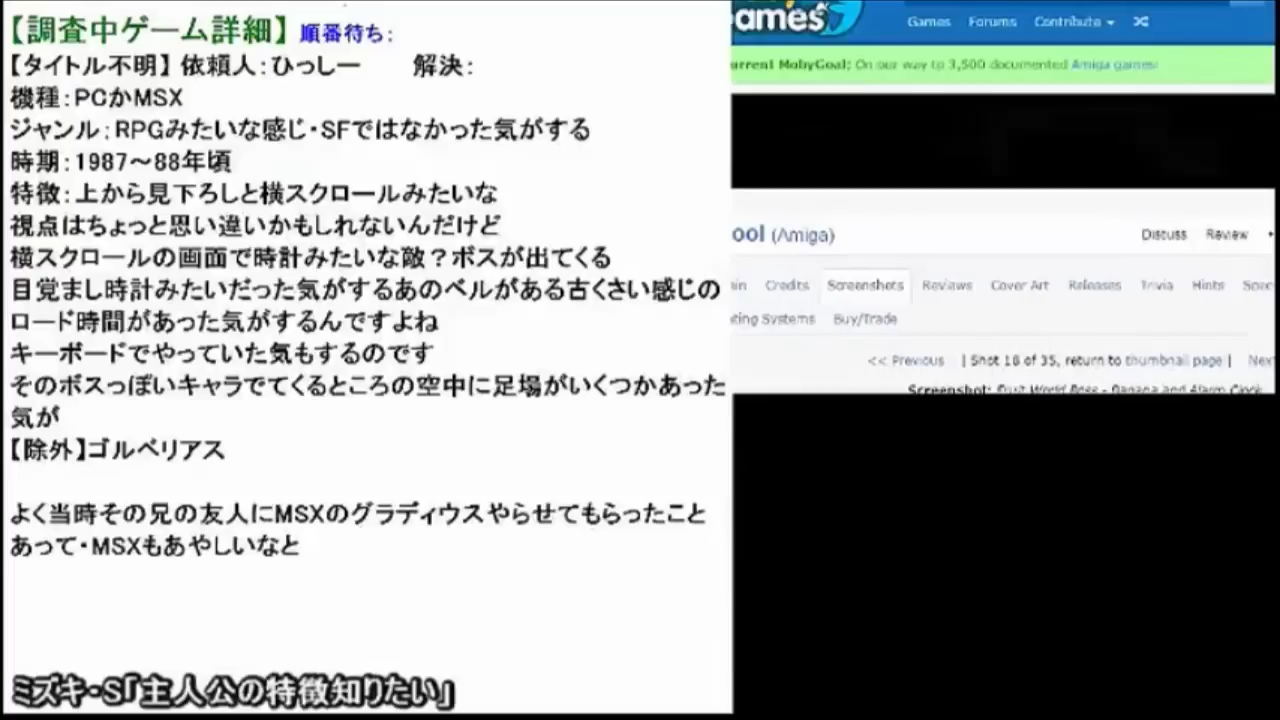 【調査中ゲーム詳細】 順番待ち:
【タイトル不明】 依頼人：ひっしー 解決：
機種：PCかMSX
ジャンル：RPGみたいな感じ・SFではなかった気がする
時期：1987～88年頃
特徴：上から見下ろしと横スクロールみたいな
視点はちょっと思い違いかもしれないんだけど
横スクロールの画面で時計みたいな敵？ボスが出てくる
目覚まし時計みたいだった気がするあのベルがある古くさい感じの
ロード時間があった気がするんですよね
キーボードでやっていた気もするのです
そのボスっぽいキャラでてくるところの空中に足場がいくつかあった
気が
【除外】ゴルベリアス
よく当時その兄の友人にMSXのグラディウスやらせてもらったこと
あって・MSXもあやしいなと
ミズキ・S「主人公の特徴知りたい」
ames
Games Forums Contribute
urrent MobyGoal: On our way to 3,500 documented Amiga games!
ool (Amiga)
Discuss Review
in Credits Screenshots Reviews Cover Art Releases Trivia Hints Spec
ting Systems Buy/Trade
<< Previous | Shot 18 of 35, return to thumbnail page | Next
Screenshot: Fruit World Boss - Banana and Alarm Clock